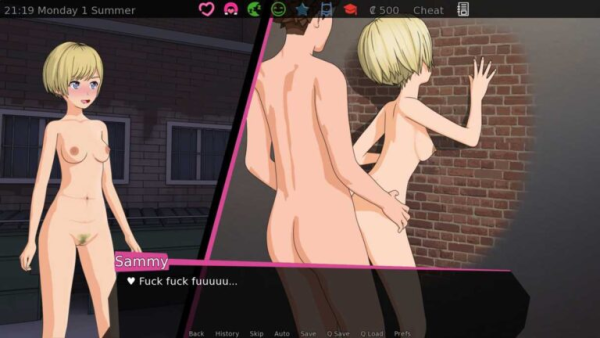 21:19 Monday 1 Summer
₡ 500
Cheat
Sammy
♥ Fuck fuck fuuuuu...
Back History Skip Auto Save Q.Save Q.Load Prefs